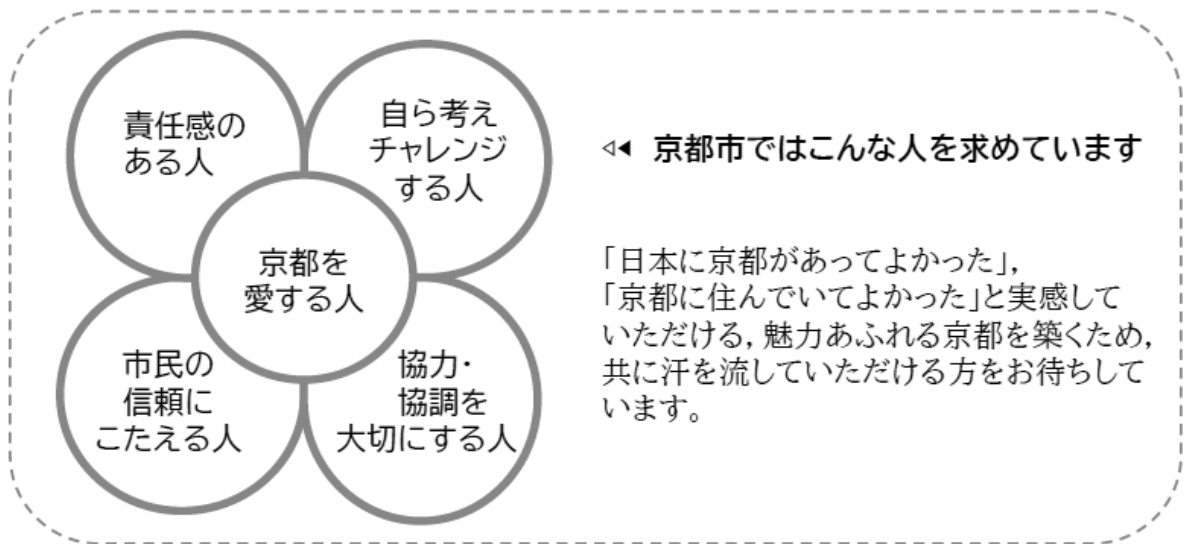 責任感の
ある人
自ら考え
チャレンジ
する人
京都を
愛する人
市民の
信頼に
こたえる人
協力・
協調を
大切にする人
◃◂ 京都市ではこんな人を求めています
「日本に京都があってよかった」,
「京都に住んでいてよかった」と実感して
いただける, 魅力あふれる京都を築くため,
共に汗を流していただける方をお待ちして
います。